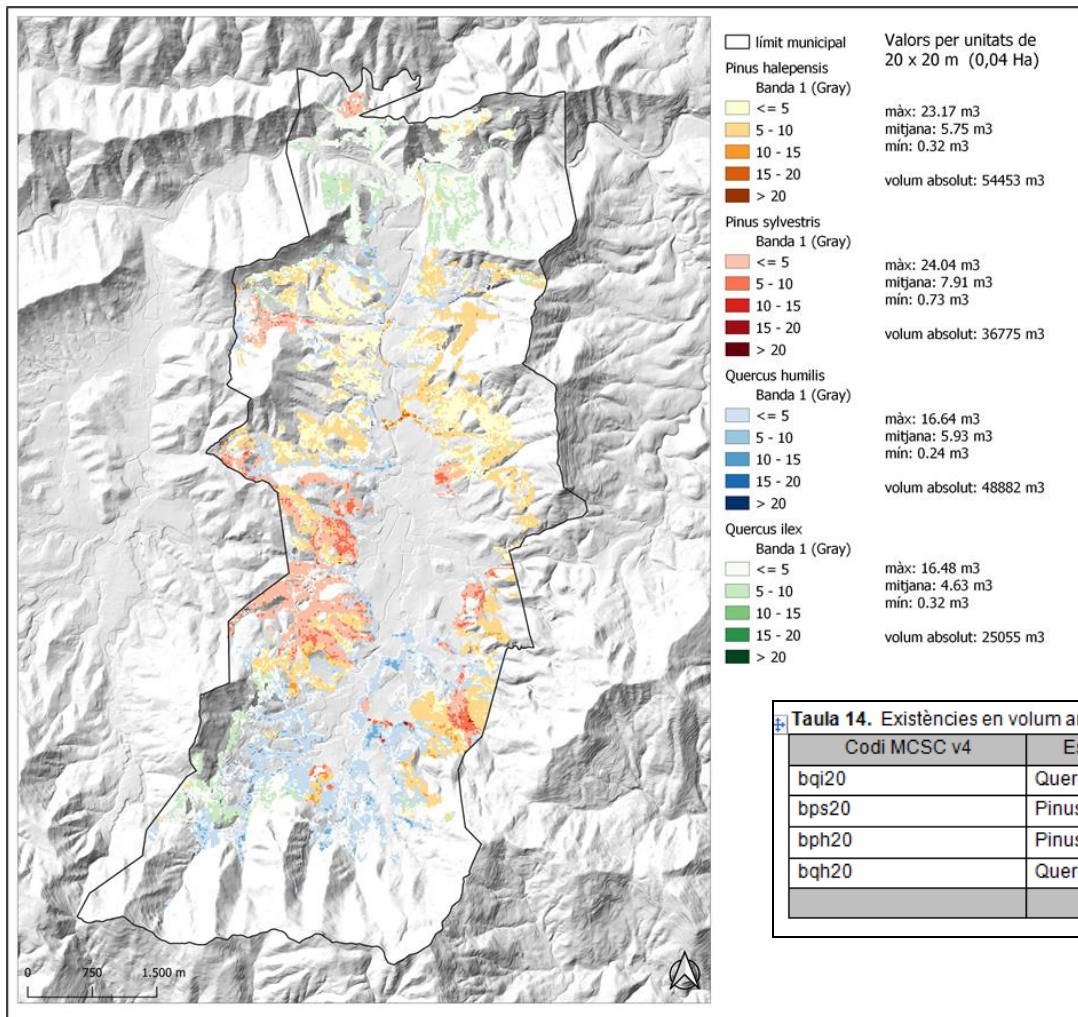 límit municipal
Valors per unitats de
20 x 20 m (0,04 Ha)
Pinus halepensis
Banda 1 (Gray)
<= 5
5 - 10
10 - 15
15 - 20
> 20
màx: 23.17 m3
mitjana: 5.75 m3
mín: 0.32 m3
volum absolut: 54453 m3
Pinus sylvestris
Banda 1 (Gray)
<= 5
5 - 10
10 - 15
15 - 20
> 20
màx: 24.04 m3
mitjana: 7.91 m3
mín: 0.73 m3
volum absolut: 36775 m3
Quercus humilis
Banda 1 (Gray)
<= 5
5 - 10
10 - 15
15 - 20
> 20
màx: 16.64 m3
mitjana: 5.93 m3
mín: 0.24 m3
volum absolut: 48882 m3
Quercus ilex
Banda 1 (Gray)
<= 5
5 - 10
10 - 15
15 - 20
> 20
màx: 16.48 m3
mitjana: 4.63 m3
mín: 0.32 m3
volum absolut: 25055 m3
Taula 14. Existències en volum
Codi MCSC v4
bqi20 Quer
bps20 Pinus
bph20 Pinus
bqh20 Quer
0 750 1.500 m